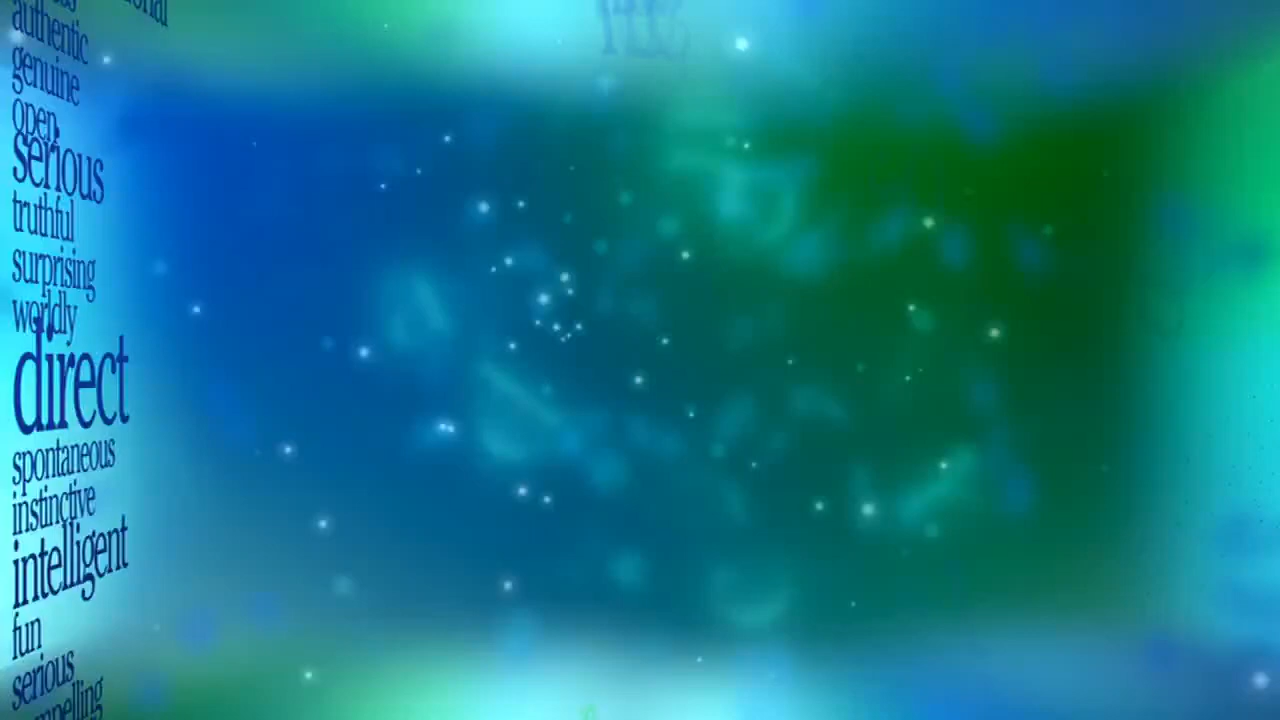 authentic
genuine
open
serious
truthful
surprising
worldly
direct
spontaneous
instinctive
intelligent
fun
serious